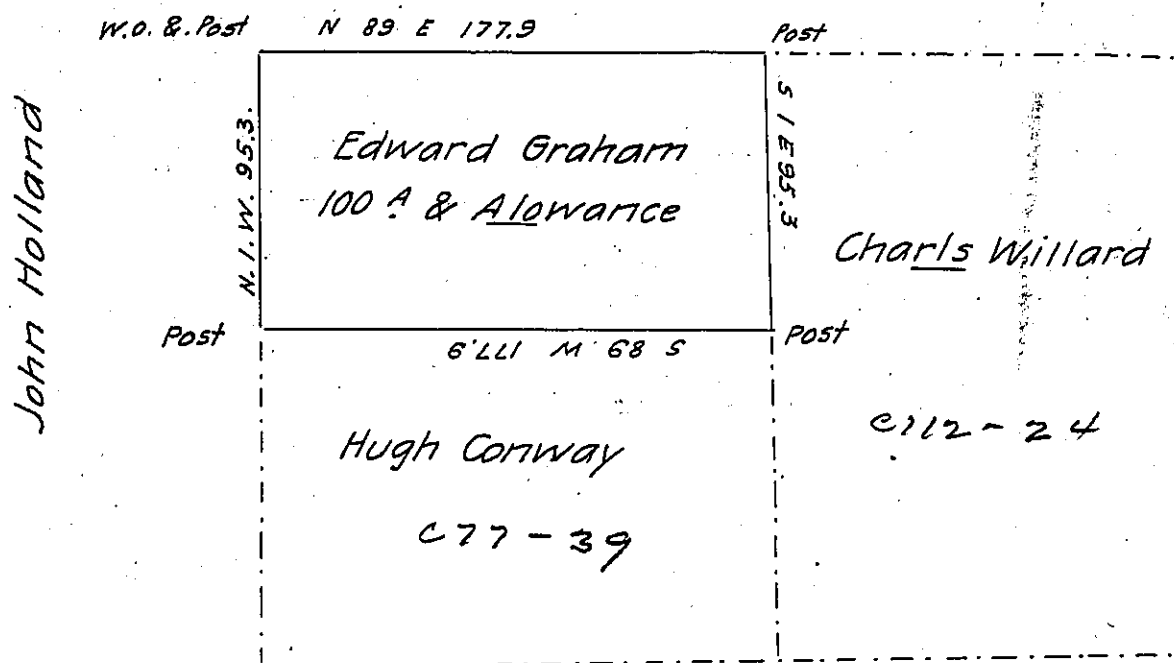 W.O. & Post N 89 E 177.9 Post
John Holland
N. 1. W. 95.3.
Edward Graham
100 A & Alowance
S 1 E 95.3
Charls Willard
Post
S 89 W 177.9
Post
Hugh Conway
C112-24
C77-39